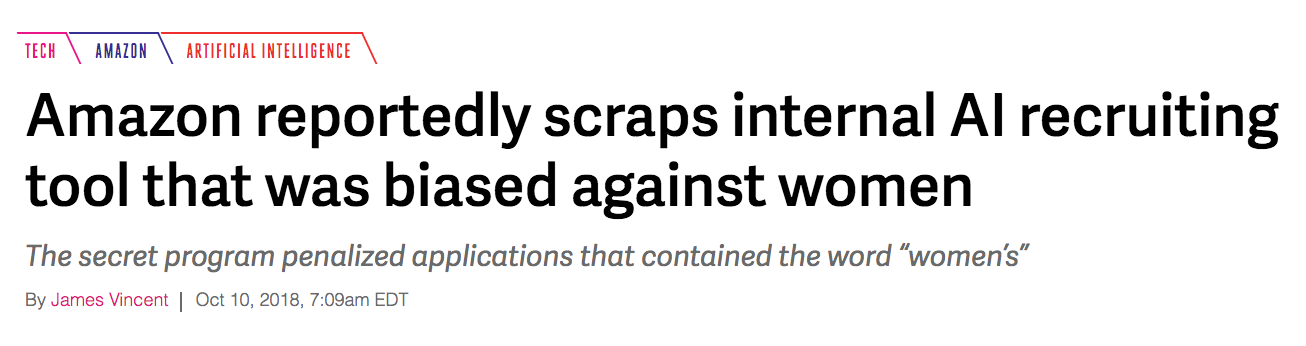 TECH AMAZON ARTIFICIAL INTELLIGENCE
Amazon reportedly scraps internal AI recruiting
tool that was biased against women
The secret program penalized applications that contained the word “women’s”
By James Vincent | Oct 10, 2018, 7:09am EDT